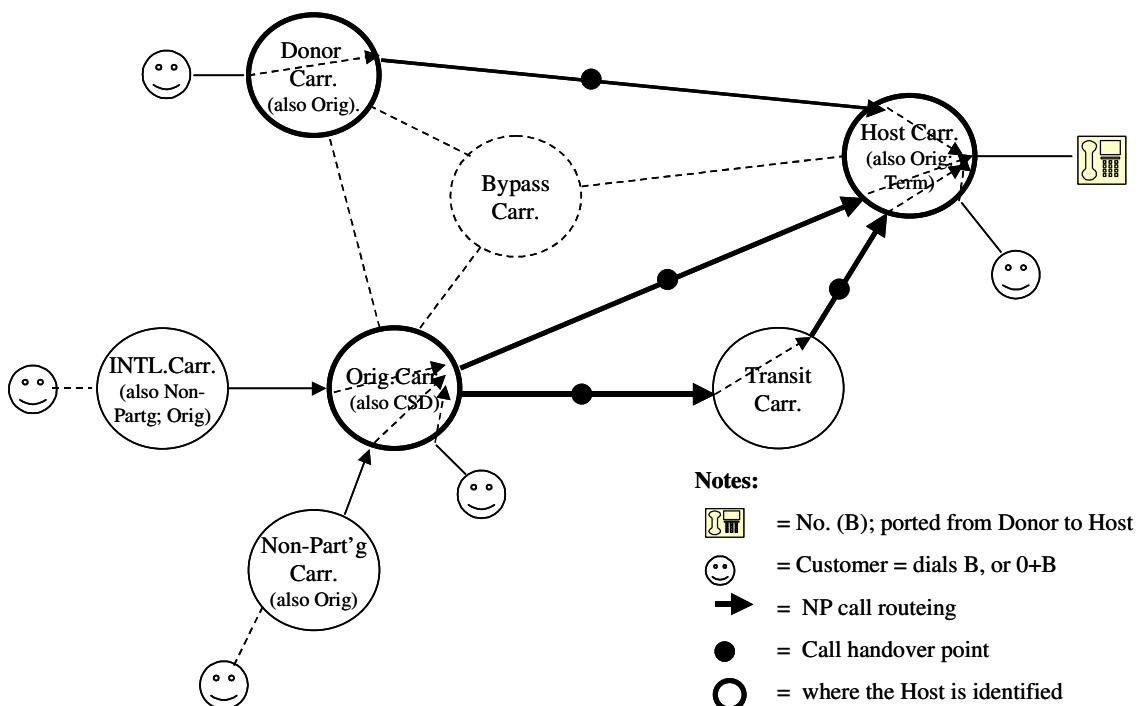 Donor
Carr.
(also Orig).
Host Carr.
(also Orig;
Term)
Bypass
Carr.
INTL.Carr.
(also Non-
Partg; Orig)
Orig.Carr.
(also CSD)
Transit
Carr.
Non-Part'g
Carr.
(also Orig)
Notes:
= No. (B); ported from Donor to Host
= Customer = dials B, or 0+B
= NP call routeing
= Call handover point
= where the Host is identified